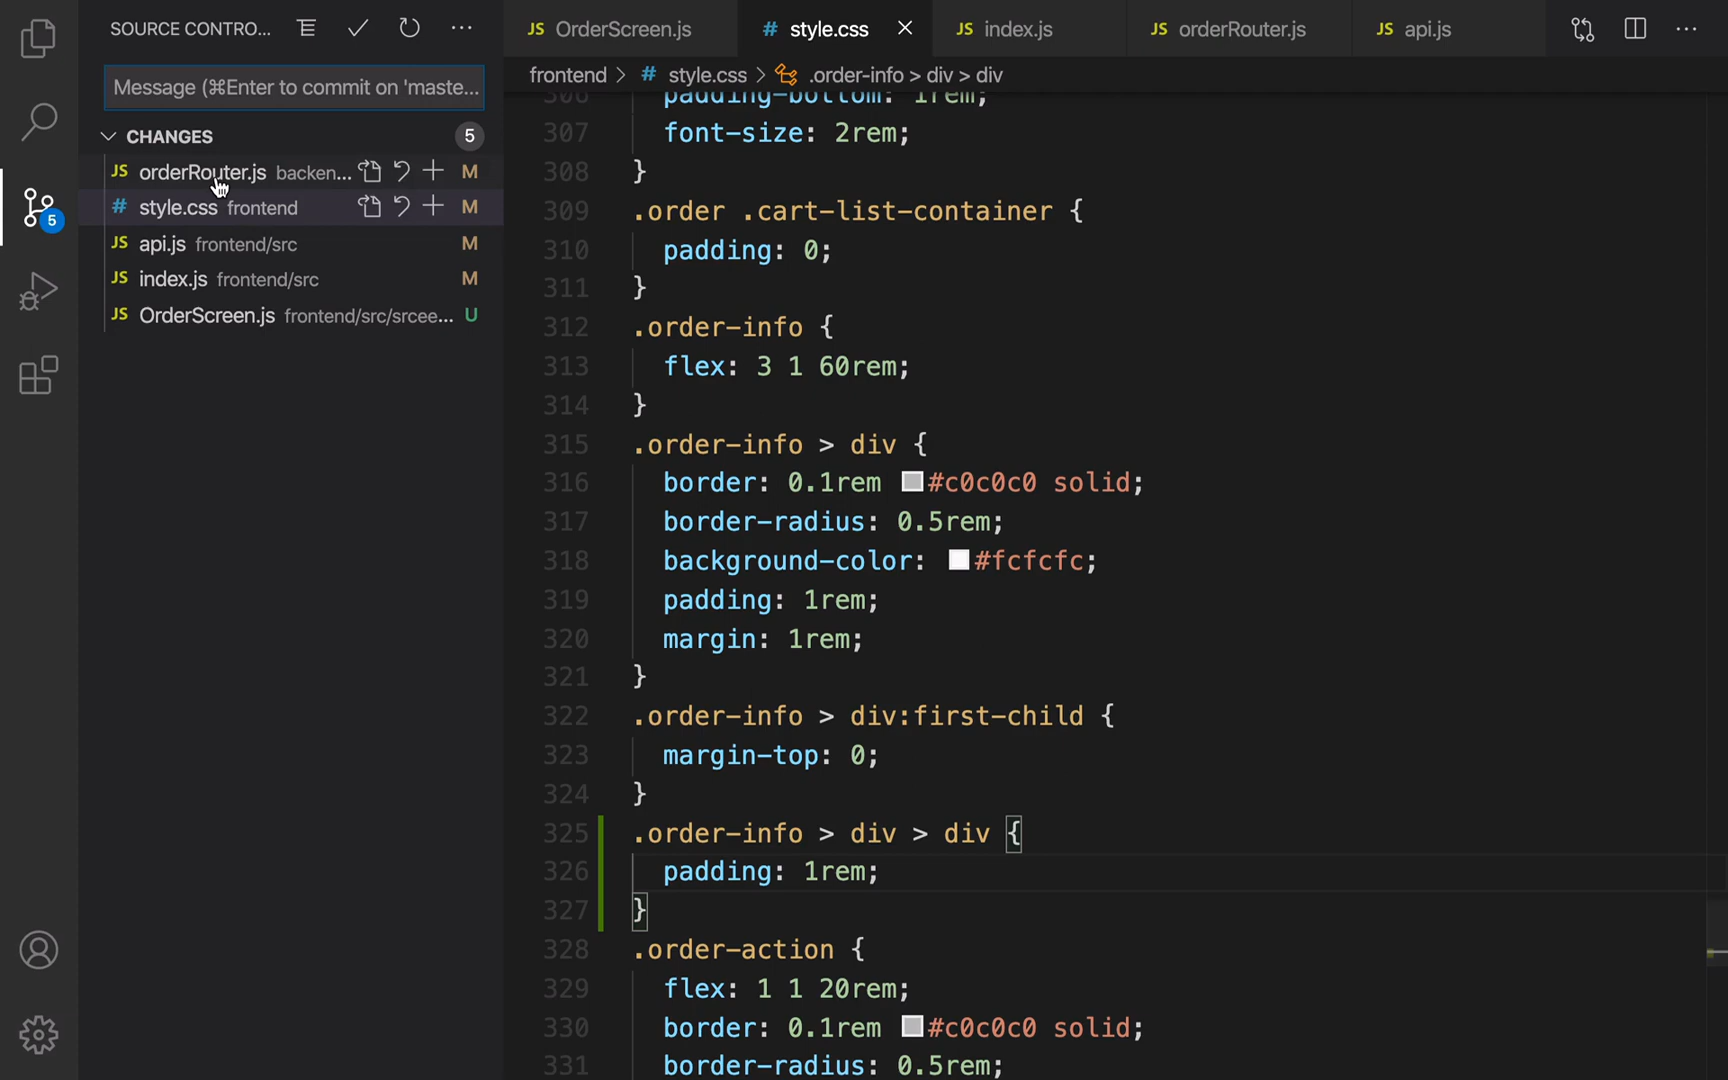 SOURCE CONTRO...
Message (⌘Enter to commit on 'maste...
CHANGES
5
JS orderRouter.js backen... M
# style.css frontend M
JS api.js frontend/src M
JS index.js frontend/src M
JS OrderScreen.js frontend/src/srcee... U
5
JS OrderScreen.js
# style.css
JS index.js
JS orderRouter.js
JS api.js
frontend > # style.css > .order-info > div > div
306 padding-bottom: 1rem;
307 font-size: 2rem;
308 }
309 .order .cart-list-container {
310 padding: 0;
311 }
312 .order-info {
313 flex: 3 1 60rem;
314 }
315 .order-info > div {
316 border: 0.1rem #c0c0c0 solid;
317 border-radius: 0.5rem;
318 background-color: #fcfcfc;
319 padding: 1rem;
320 margin: 1rem;
321 }
322 .order-info > div:first-child {
323 margin-top: 0;
324 }
325 .order-info > div > div {
326 padding: 1rem;
327 }
328 .order-action {
329 flex: 1 1 20rem;
330 border: 0.1rem #c0c0c0 solid;
331 border-radius: 0.5rem;